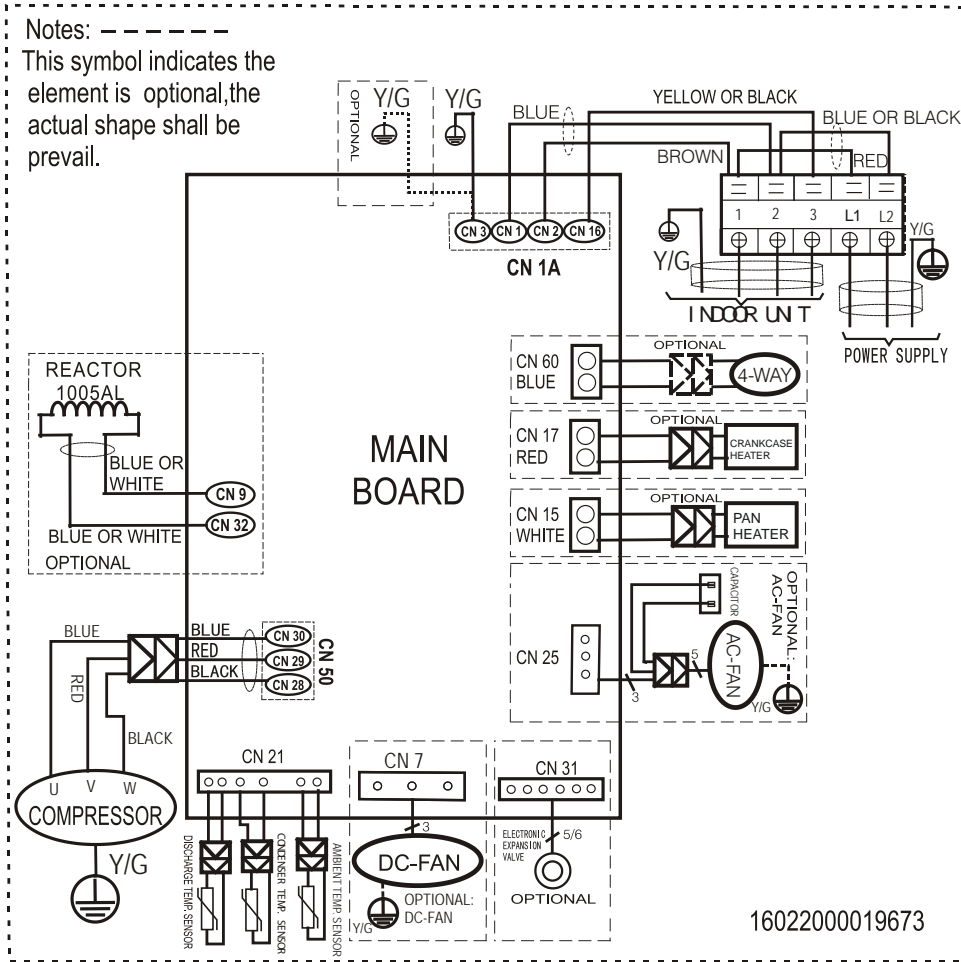 Notes:
This symbol indicates the
element is optional,the
actual shape shall be
prevail.
OPTIONAL
Y/G
Y/G
BLUE
YELLOW OR BLACK
BLUE OR BLACK
BROWN
RED
CN 3
CN 1
CN 2
CN 16
CN 1A
1
2
3
L1
L2
Y/G
Y/G
INDOOR UNIT
POWER SUPPLY
REACTOR
1005AL
BLUE OR
WHITE
CN 9
CN 32
BLUE OR WHITE
OPTIONAL
MAIN
BOARD
CN 60
BLUE
OPTIONAL
4-WAY
CN 17
RED
OPTIONAL
CRANKCASE
HEATER
CN 15
WHITE
OPTIONAL
PAN
HEATER
CN 25
3
CAPACITOR
5
AC-FAN
OPTIONAL:
AC-FAN
Y/G
BLUE
RED
BLACK
BLUE
RED
BLACK
CN 30
CN 29
CN 28
CN 50
U
V
W
COMPRESSOR
Y/G
CN 21
DISCHARGE TEMP. SENSOR
CONDENSER TEMP. SENSOR
AMBIENT TEMP. SENSOR
CN 7
3
DC-FAN
OPTIONAL:
DC-FAN
Y/G
CN 31
ELECTRONIC
EXPANSION
VALVE
5/6
OPTIONAL
16022000019673